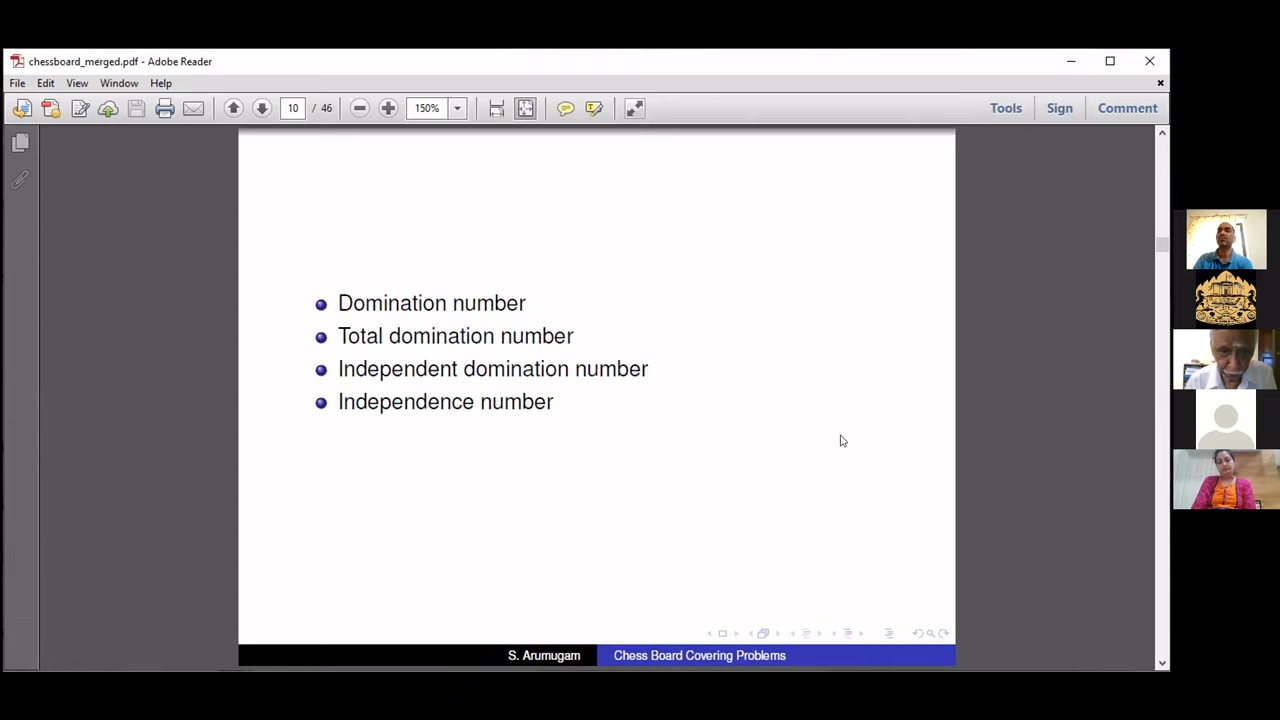 chessboard_merged.pdf - Adobe Reader
File Edit View Window Help
10 / 46 150% Tools Sign Comment
Domination number
Total domination number
Independent domination number
Independence number
S. Arumugam Chess Board Covering Problems